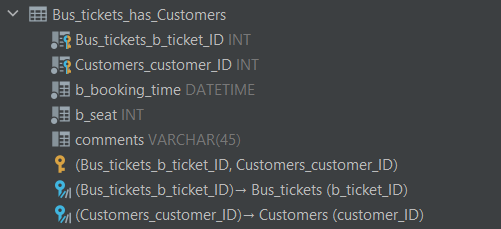 Bus_tickets_has_Customers
Bus_tickets_b_ticket_ID INT
Customers_customer_ID INT
b_booking_time DATETIME
b_seat INT
comments VARCHAR(45)
(Bus_tickets_b_ticket_ID, Customers_customer_ID)
(Bus_tickets_b_ticket_ID)→ Bus_tickets (b_ticket_ID)
(Customers_customer_ID)→ Customers (customer_ID)